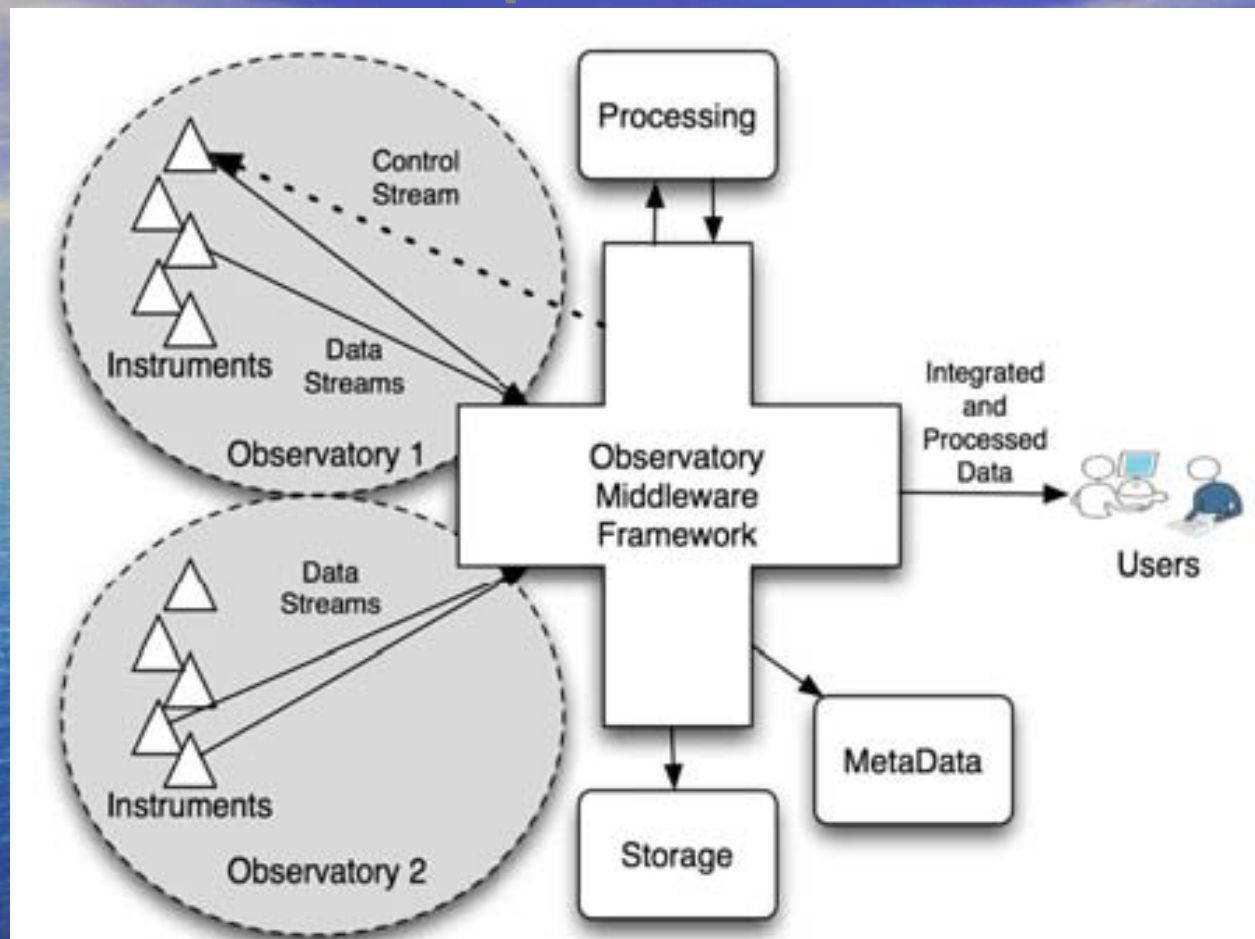 Processing
Control
Stream
Instruments
Data
Streams
Observatory 1
Observatory
Middleware
Framework
Integrated
and
Processed
Data
Users
Data
Streams
Instruments
Observatory 2
MetaData
Storage